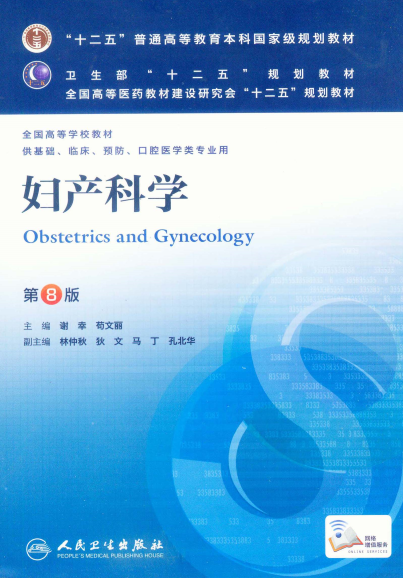 “十二五”普通高等教育本科国家级规划教材
卫生部“十二五”规划教材
全国高等医药教材建设研究会“十二五”规划教材
全国高等学校教材
供基础、临床、预防、口腔医学类专业用
妇产科学
Obstetrics and Gynecology
第8版
主 编 谢 幸 苟文丽
副主编 林仲秋 狄 文 马 丁 孔北华
人民卫生出版社
PEOPLE'S MEDICAL PUBLISHING HOUSE
网络
增值服务
ONLINE SERVICES